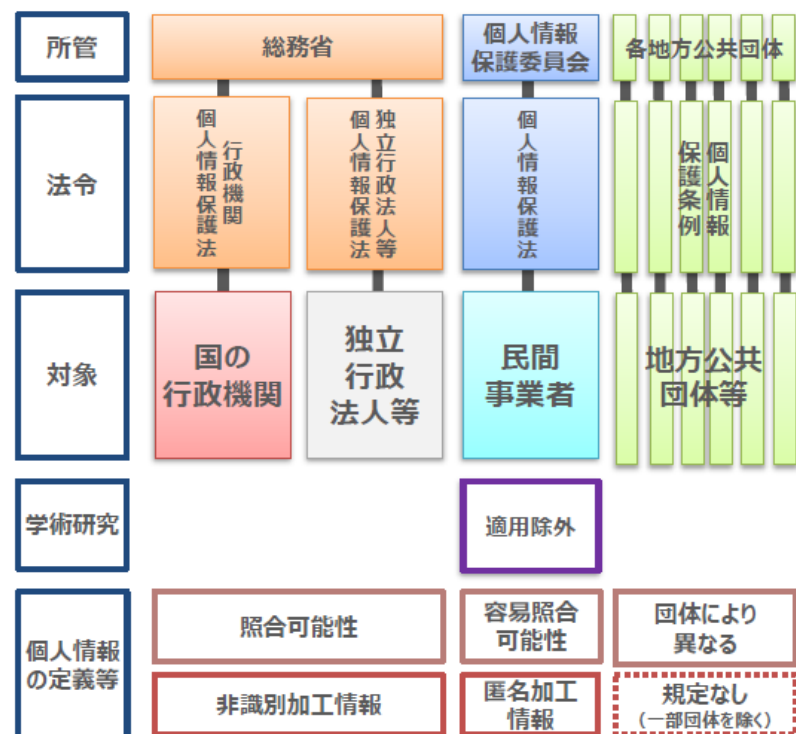 所管
総務省
個人情報
保護委員会
各地方公共団体
法令
行政機関
個人情報保護法
独立行政法人等
個人情報保護法
個人情報保護法
個人情報
保護条例
対象
国の
行政機関
独立
行政
法人等
民間
事業者
地方公共
団体等
学術研究
適用除外
個人情報
の定義等
照合可能性
容易照合
可能性
団体により
異なる
非識別加工情報
匿名加工
情報
規定なし
(一部団体を除く)